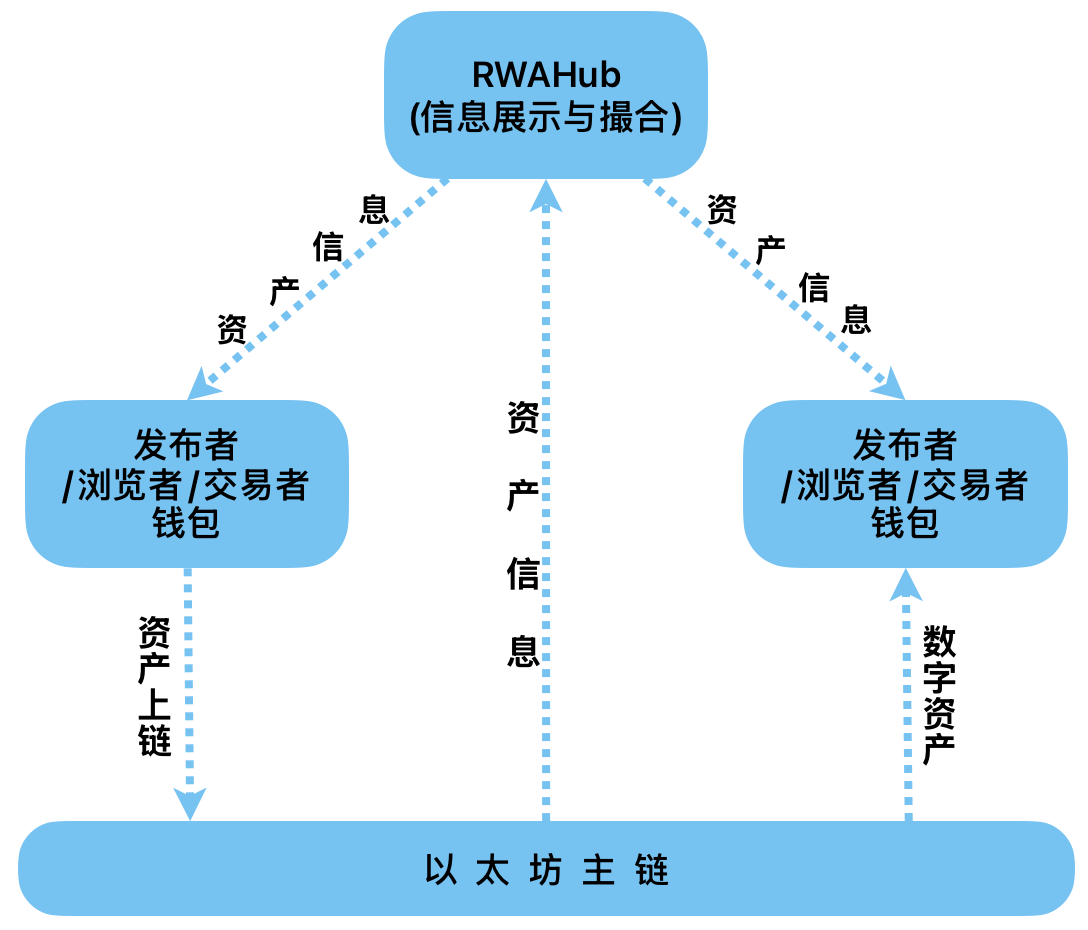 RWAHub
(信息展示与撮合)
资产信息
资产信息
资产信息
发布者
/浏览者/交易者
钱包
发布者
/浏览者/交易者
钱包
资产上链
数字资产
以太坊主链